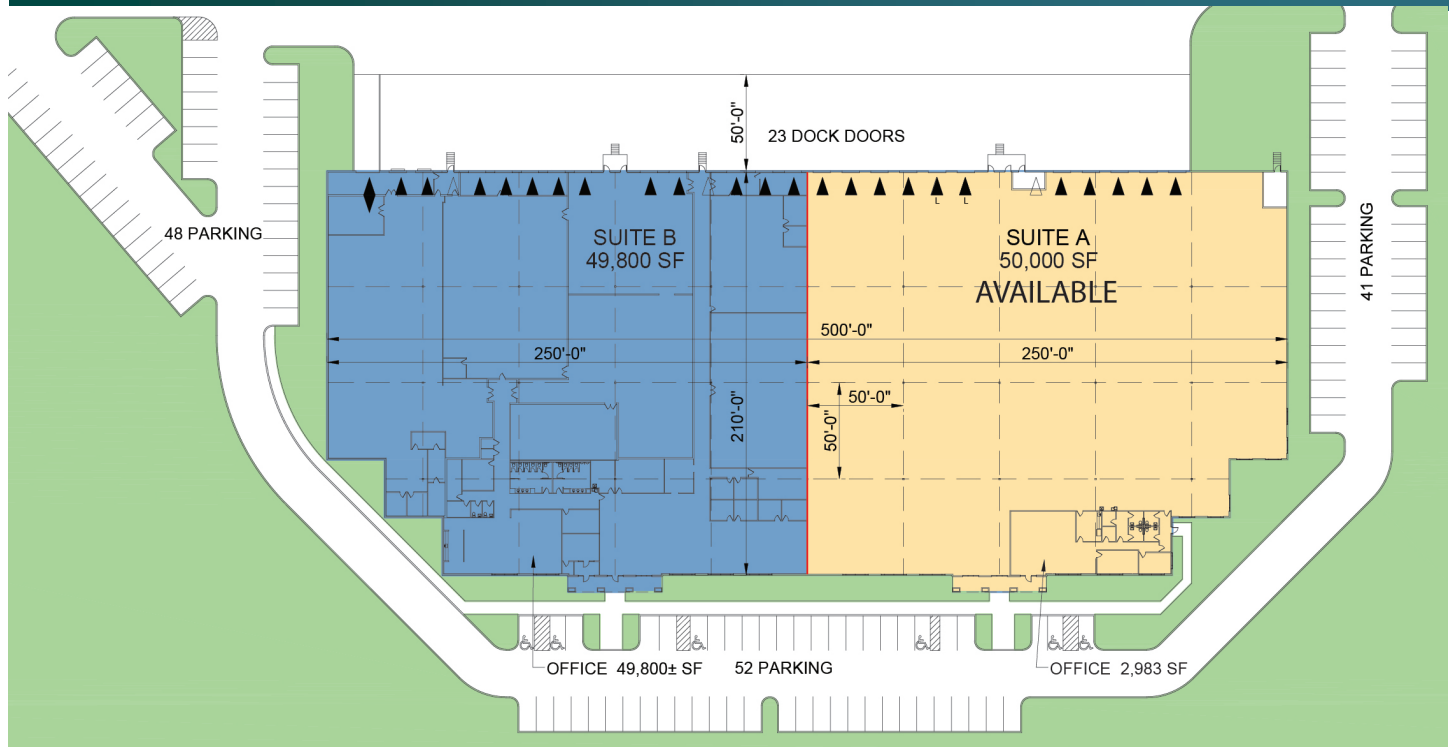 50'-0"
23 DOCK DOORS
48 PARKING
SUITE B
49,800 SF
L
L
SUITE A
50,000 SF
AVAILABLE
41 PARKING
500'-0"
250'-0"
250'-0"
50'-0"
210'-0"
50'-0"
OFFICE 49,800± SF
52 PARKING
OFFICE 2,983 SF